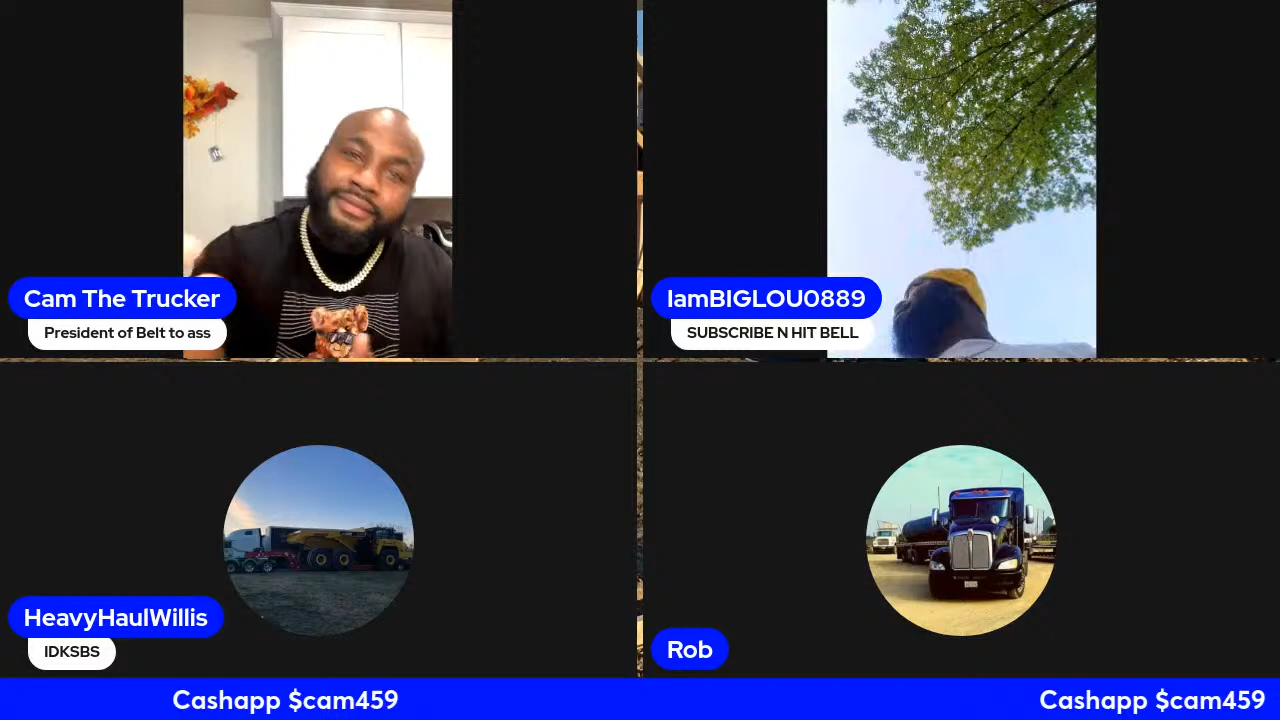 Cam The Trucker
President of Belt to ass
IamBIGLOU0889
SUBSCRIBE N HIT BELL
HeavyHaulWillis
IDKSBS
Rob
Cashapp $cam459
Cashapp $cam459